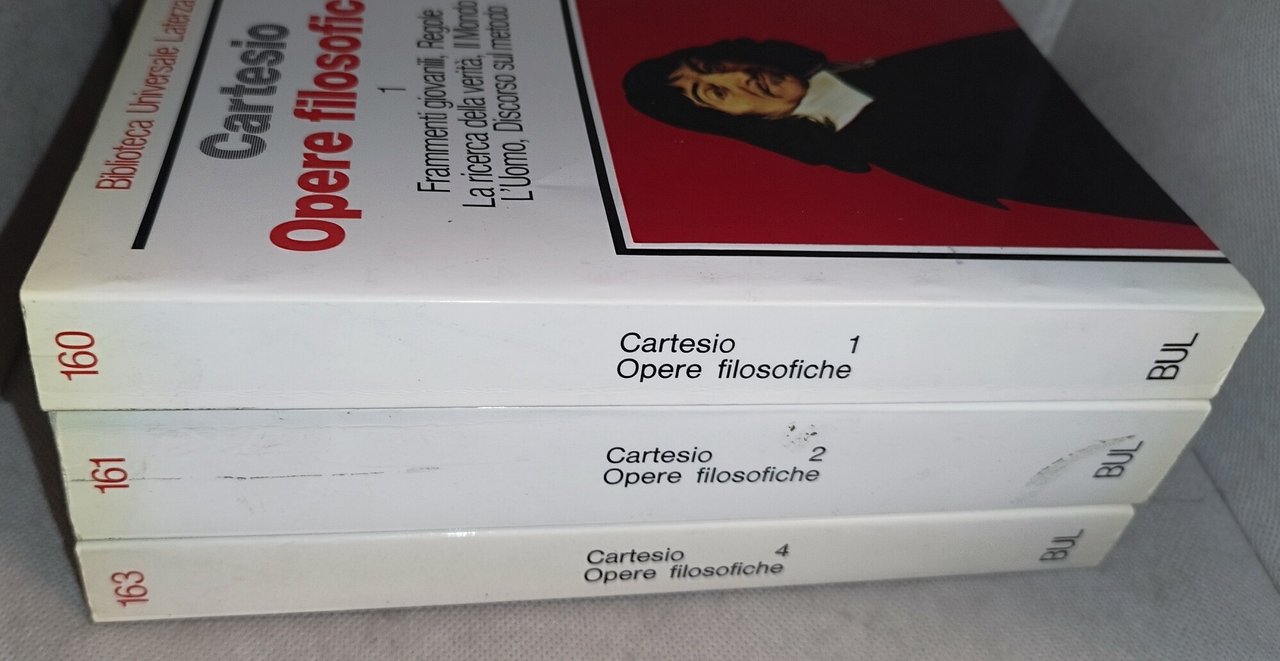 Biblioteca Universale Laterza
Cartesio
Opere filosofic
1
Frammenti giovanili, Regole
La ricerca della verità, Il Mondo
L'Uomo, Discorso sul metodo
160
Cartesio 1
Opere filosofiche
BUL
161
Cartesio 2
Opere filosofiche
BUL
163
Cartesio 4
Opere filosofiche
BUL